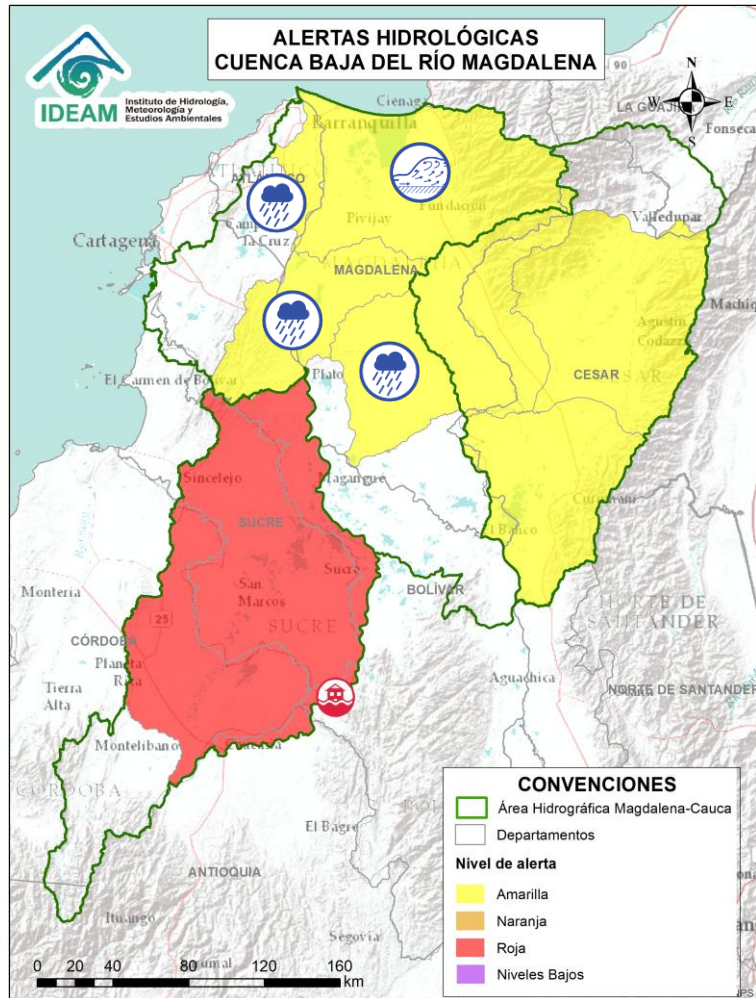 ALERTAS HIDROLÓGICAS
CUENCA BAJA DEL RÍO MAGDALENA
IDEAM
Instituto de Hidrología,
Meteorología y
Estudios Ambientales
90
N
W
E
S
LA GUAJIRA
Fonseca
Ciénaga
Barranquilla
Fundación
Pivijay
Valledupar
Cartagena
MAGDALENA
Agustín
Codazzi
CESAR
El Carmen de Bolívar
Plato
Sincelejo
Magangue
SUCRE
El Banco
Sucre
San
Marcos
SUCRE
BOLÍVAR
Montería
25
CÓRDOBA
Planeta
Rica
Tierra
Alta
NORTE DE
SANTANDER
NORTE DE SANTANDER
Aguachica
Montelibano
CÓRDOBA
El Bagre
ANTIOQUIA
Ituango
Segovia
CONVENCIONES
Área Hidrográfica Magdalena-Cauca
Departamentos
Nivel de alerta
Amarilla
Naranja
Roja
Niveles Bajos
0 20 40 80 120 160
km